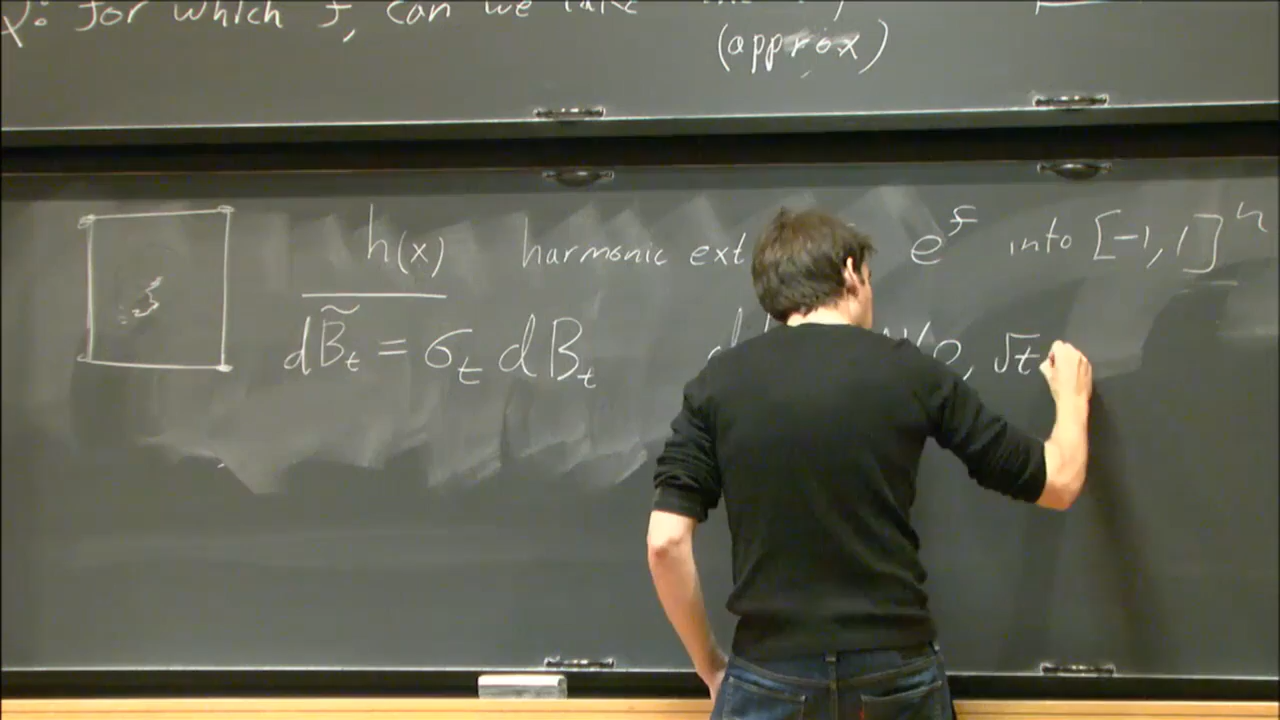 Q: for which f, can we take
(approx)
h(x) harmonic ext e^f into [-1,1]^n
dB̃_t = σ_t dB_t N(0, √t